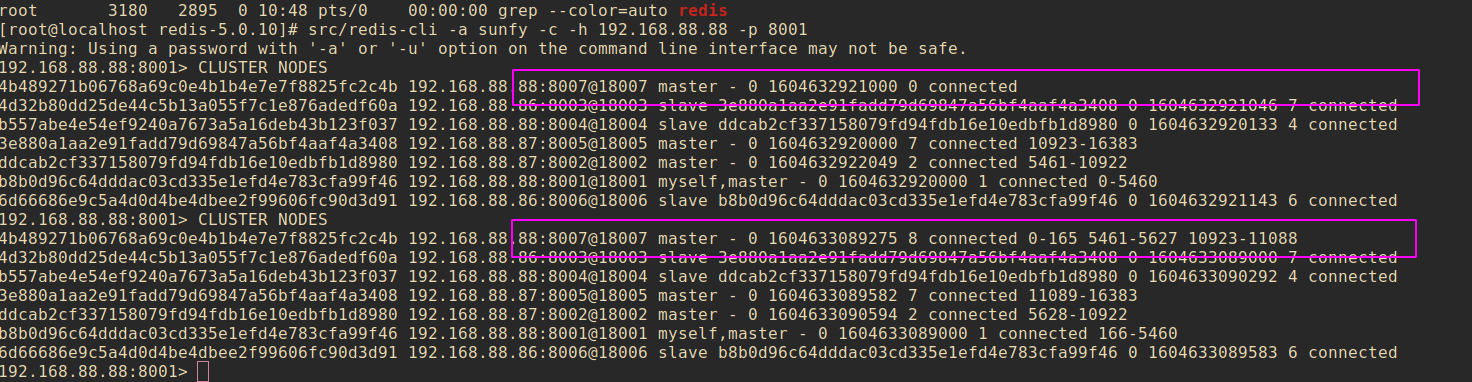 root      3180   2895  0 10:48 pts/0    00:00:00 grep --color=auto redis
[root@localhost redis-5.0.10]# src/redis-cli -a sunfy -c -h 192.168.88.88 -p 8001
Warning: Using a password with '-a' or '-u' option on the command line interface may not be safe.
192.168.88.88:8001> CLUSTER NODES
4b489271b06768a69c0e4b1b4e7e7f8825fc2c4b 192.168.88.88:8007@18007 master - 0 1604632921000 0 connected
4d32b80dd25de44c5b13a055f7c1e876adedf60a 192.168.88.86:8003@18003 slave 3e880a1aa2e91fadd79d69847a56bf4aaf4a3408 0 1604632921046 7 connected
b557abe4e54ef9240a7673a5a16deb43b123f037 192.168.88.88:8004@18004 slave ddcab2cf337158079fd94fdb16e10edbfb1d8980 0 1604632920133 4 connected
3e880a1aa2e91fadd79d69847a56bf4aaf4a3408 192.168.88.87:8005@18005 master - 0 1604632920000 7 connected 10923-16383
ddcab2cf337158079fd94fdb16e10edbfb1d8980 192.168.88.87:8002@18002 master - 0 1604632922049 2 connected 5461-10922
b8b0d96c64dddac03cd335e1efd4e783cfa99f46 192.168.88.88:8001@18001 myself,master - 0 1604632920000 1 connected 0-5460
6d66686e9c5a4d0d4be4dbee2f99606fc90d3d91 192.168.88.86:8006@18006 slave b8b0d96c64dddac03cd335e1efd4e783cfa99f46 0 1604632921143 6 connected
192.168.88.88:8001> CLUSTER NODES
4b489271b06768a69c0e4b1b4e7e7f8825fc2c4b 192.168.88.88:8007@18007 master - 0 1604633089275 8 connected 0-165 5461-5627 10923-11088
4d32b80dd25de44c5b13a055f7c1e876adedf60a 192.168.88.86:8003@18003 slave 3e880a1aa2e91fadd79d69847a56bf4aaf4a3408 0 1604633089000 7 connected
b557abe4e54ef9240a7673a5a16deb43b123f037 192.168.88.88:8004@18004 slave ddcab2cf337158079fd94fdb16e10edbfb1d8980 0 1604633090292 4 connected
3e880a1aa2e91fadd79d69847a56bf4aaf4a3408 192.168.88.87:8005@18005 master - 0 1604633089582 7 connected 11089-16383
ddcab2cf337158079fd94fdb16e10edbfb1d8980 192.168.88.87:8002@18002 master - 0 1604633090594 2 connected 5628-10922
b8b0d96c64dddac03cd335e1efd4e783cfa99f46 192.168.88.88:8001@18001 myself,master - 0 1604633089000 1 connected 166-5460
6d66686e9c5a4d0d4be4dbee2f99606fc90d3d91 192.168.88.86:8006@18006 slave b8b0d96c64dddac03cd335e1efd4e783cfa99f46 0 1604633089583 6 connected
192.168.88.88:8001>